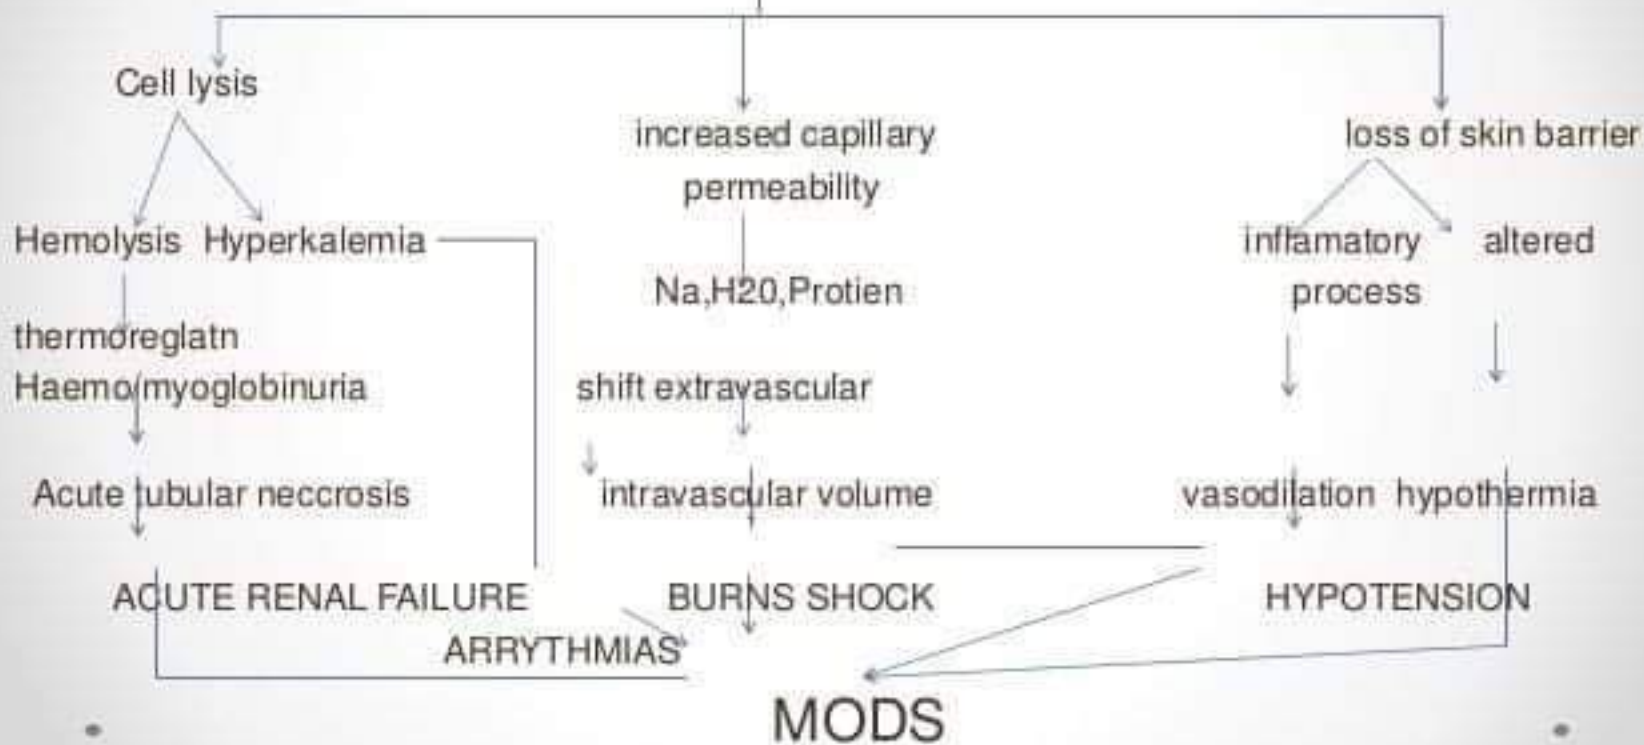 Cell lysis
increased capillary
permeability
loss of skin barrier
Hemolysis Hyperkalemia
inflamatory altered
process
Na,H20,Protien
thermoreglatn
Haemo/myoglobinuria
shift extravascular
Acute tubular neccrosis
intravascular volume
vasodilation hypothermia
ACUTE RENAL FAILURE
BURNS SHOCK
HYPOTENSION
ARRYTHMIAS
MODS